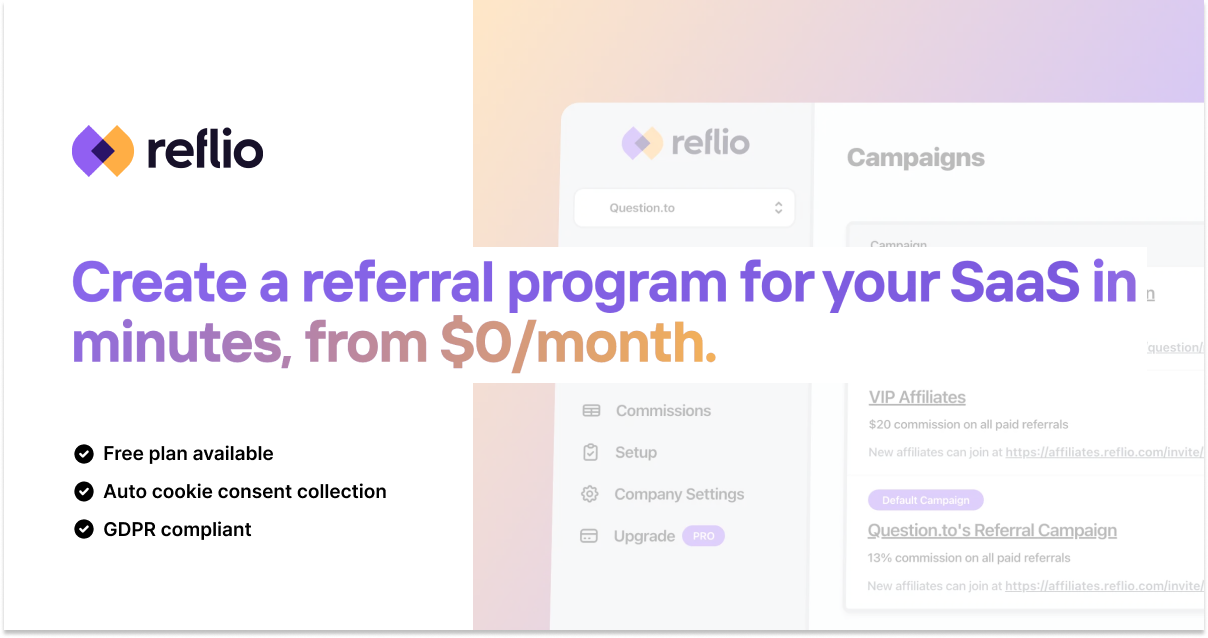 reflio
Create a referral program for your SaaS in
minutes, from $0/month.
Free plan available
Auto cookie consent collection
GDPR compliant
reflio
Question.to
Commissions
Setup
Company Settings
Upgrade PRO
Campaigns
Campaign
question/
VIP Affiliates
$20 commission on all paid referrals
New affiliates can join at https://affiliates.reflio.com/invite/
Default Campaign
Question.to's Referral Campaign
13% commission on all paid referrals
New affiliates can join at https://affiliates.reflio.com/invite/